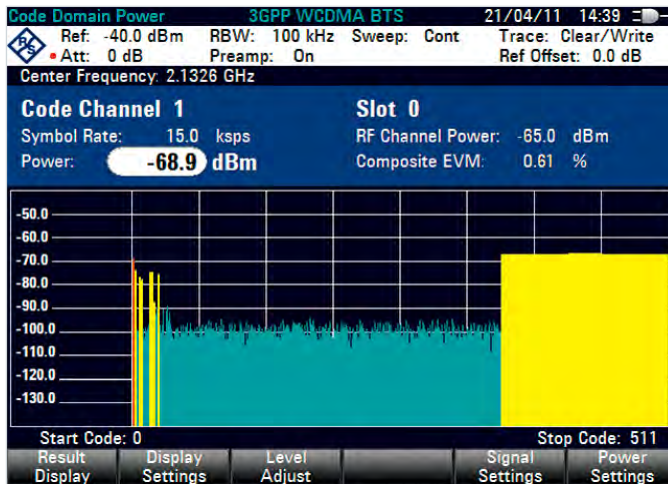 Code Domain Power 3GPP WCDMA BTS 21/04/11 14:39
Ref: -40.0 dBm RBW: 100 kHz Sweep: Cont Trace: Clear/Write
Att: 0 dB Preamp: On Ref Offset: 0.0 dB
Center Frequency: 2.1326 GHz
Code Channel 1 Slot 0
Symbol Rate: 15.0 ksps RF Channel Power: -65.0 dBm
Power: -68.9 dBm Composite EVM: 0.61 %
-50.0
-60.0
-70.0
-80.0
-90.0
-100.0
-110.0
-120.0
-130.0
Start Code: 0 Stop Code: 511
Result Display Level Signal Power
Display Settings Adjust Settings Settings